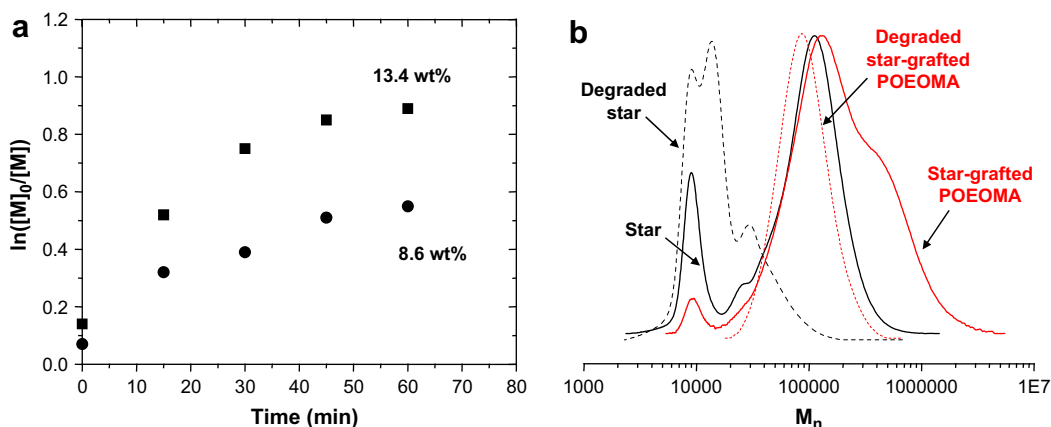 a
ln([M]₀/[M])
1.2
1.0
0.8
0.6
0.4
0.2
0.0
13.4 wt%
8.6 wt%
0 10 20 30 40 50 60 70 80
Time (min)
b
Degraded
star
Star
Degraded
star-grafted
POEOMA
Star-grafted
POEOMA
1000 10000 100000 1000000 1E7
Mₙ